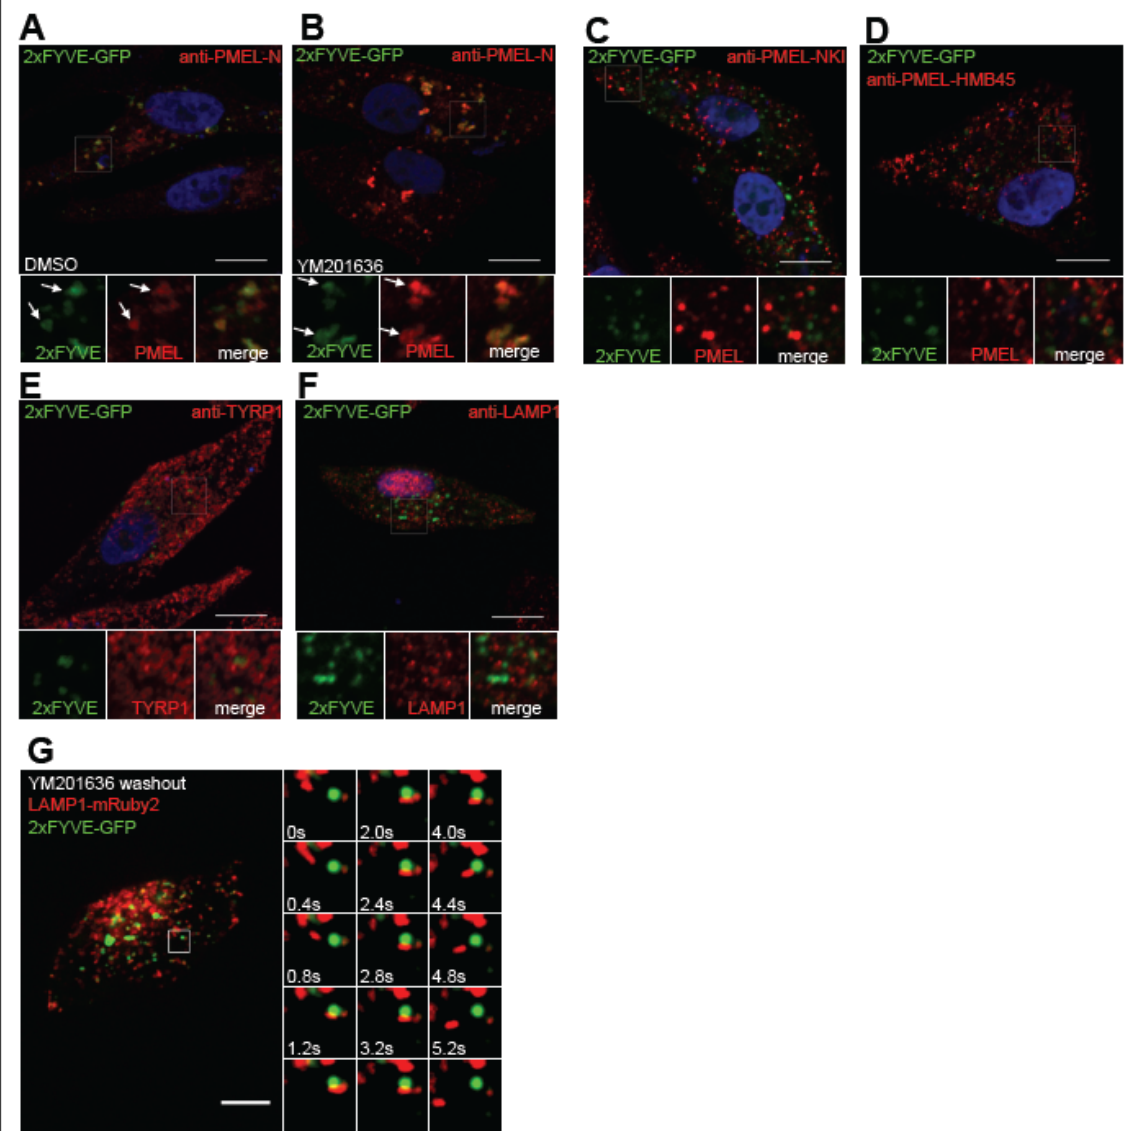 A
2xFYVE-GFP anti-PMEL-N
DMSO
2xFYVE PMEL merge
B
2xFYVE-GFP anti-PMEL-N
YM201636
2xFYVE PMEL merge
C
2xFYVE-GFP anti-PMEL-NKI
2xFYVE PMEL merge
D
2xFYVE-GFP
anti-PMEL-HMB45
2xFYVE PMEL merge
E
2xFYVE-GFP anti-TYRP1
2xFYVE TYRP1 merge
F
2xFYVE-GFP anti-LAMP1
2xFYVE LAMP1 merge
G
YM201636 washout
LAMP1-mRuby2
2xFYVE-GFP
0s 2.0s 4.0s
0.4s 2.4s 4.4s
0.8s 2.8s 4.8s
1.2s 3.2s 5.2s